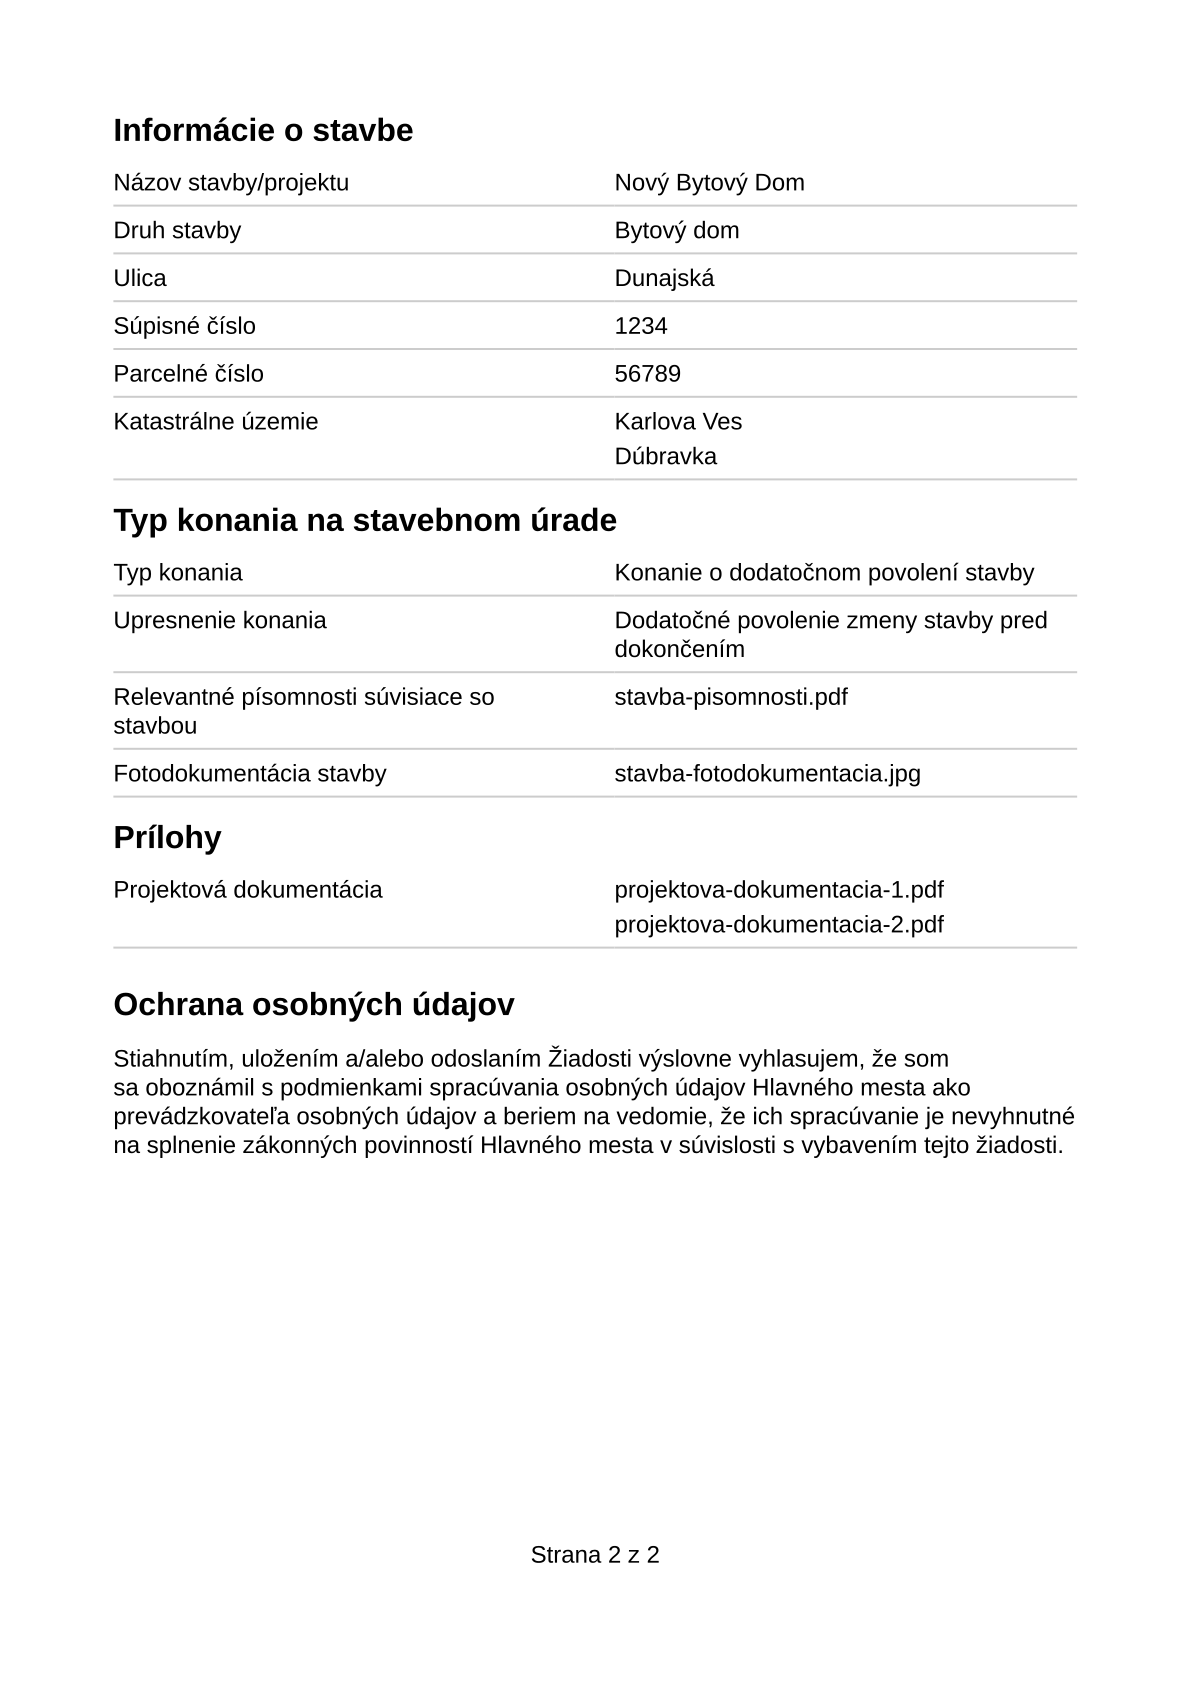 Informácie o stavbe
Názov stavby/projektu Nový Bytový Dom
Druh stavby Bytový dom
Ulica Dunajská
Súpisné číslo 1234
Parcelné číslo 56789
Katastrálne územie Karlova Ves
Dúbravka
Typ konania na stavebnom úrade
Typ konania Konanie o dodatočnom povolení stavby
Upresnenie konania Dodatočné povolenie zmeny stavby pred
dokončením
Relevantné písomnosti súvisiace so stavba-pisomnosti.pdf
stavbou
Fotodokumentácia stavby stavba-fotodokumentacia.jpg
Prílohy
Projektová dokumentácia projektova-dokumentacia-1.pdf
projektova-dokumentacia-2.pdf
Ochrana osobných údajov
Stiahnutím, uložením a/alebo odoslaním Žiadosti výslovne vyhlasujem, že som
sa oboznámil s podmienkami spracúvania osobných údajov Hlavného mesta ako
prevádzkovateľa osobných údajov a beriem na vedomie, že ich spracúvanie je nevyhnutné
na splnenie zákonných povinností Hlavného mesta v súvislosti s vybavením tejto žiadosti.
Strana 2 z 2